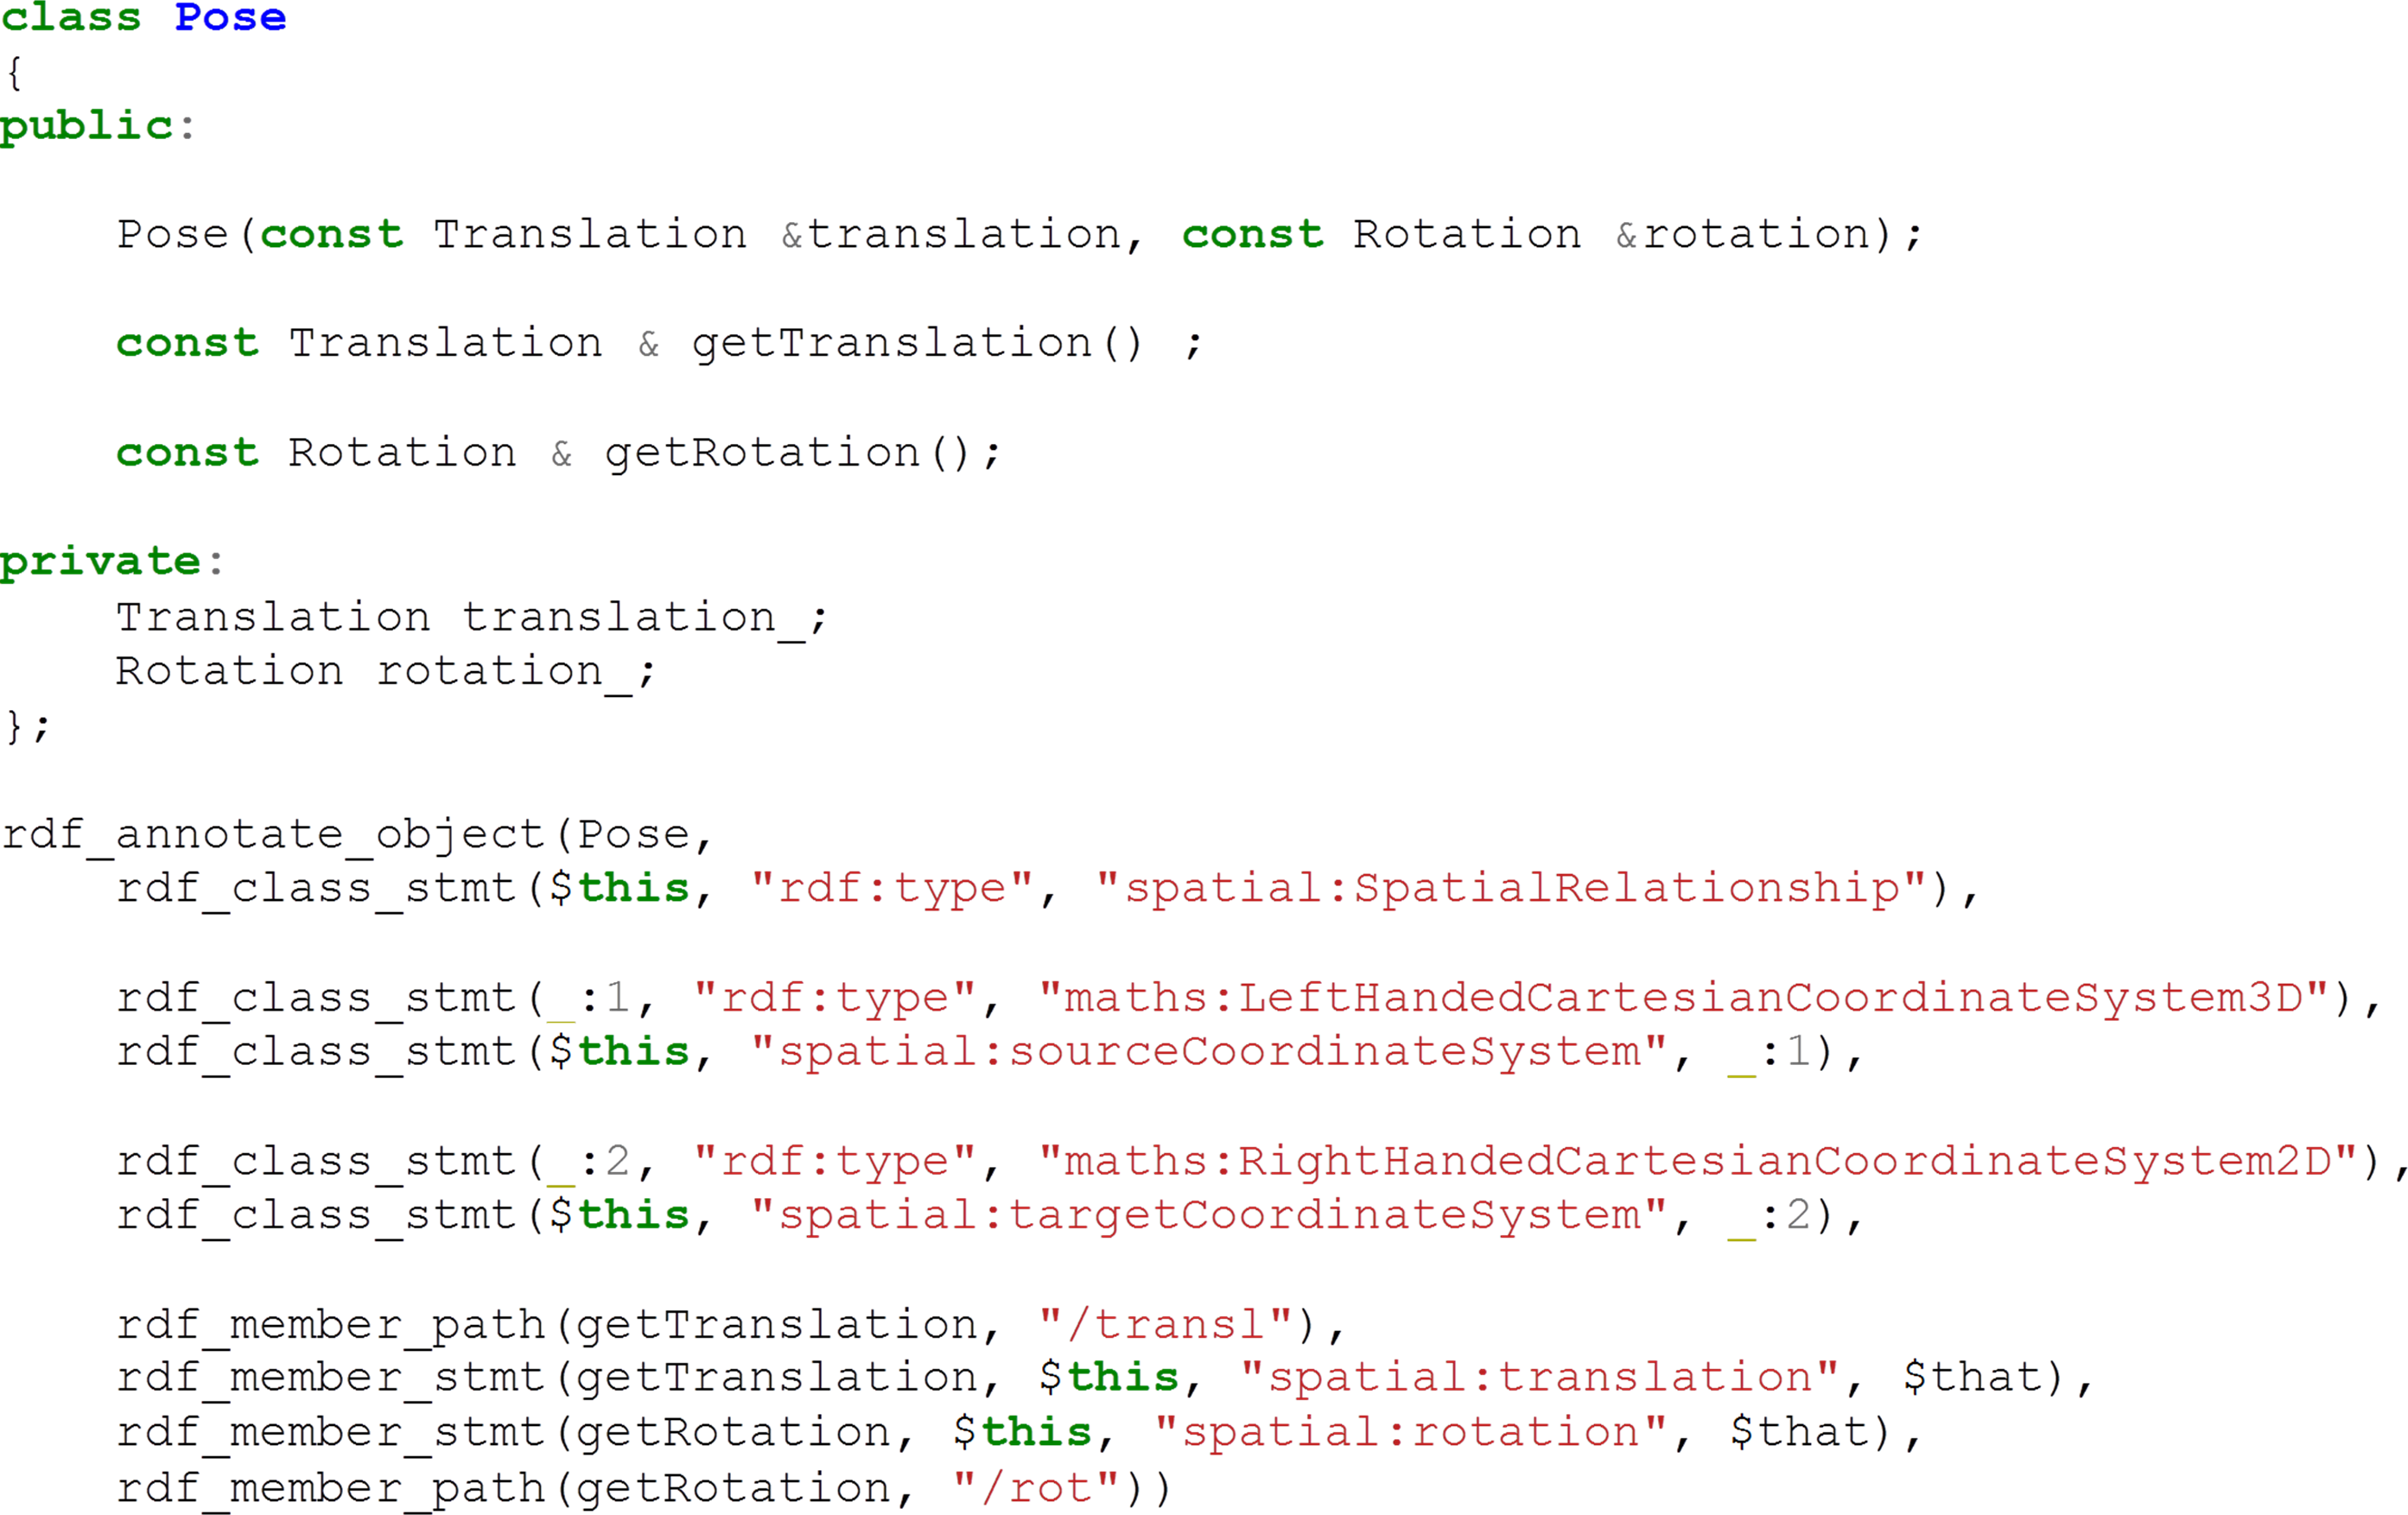 class Pose
{
public:
Pose(const Translation &translation, const Rotation &rotation);
const Translation & getTranslation() ;
const Rotation & getRotation();
private:
Translation translation_;
Rotation rotation_;
};
rdf_annotate_object(Pose,
rdf_class_stmt($this, "rdf:type", "spatial:SpatialRelationship"),
rdf_class_stmt(_:1, "rdf:type", "maths:LeftHandedCartesianCoordinateSystem3D"),
rdf_class_stmt($this, "spatial:sourceCoordinateSystem", _:1),
rdf_class_stmt(_:2, "rdf:type", "maths:RightHandedCartesianCoordinateSystem2D"),
rdf_class_stmt($this, "spatial:targetCoordinateSystem", _:2),
rdf_member_path(getTranslation, "/transl"),
rdf_member_stmt(getTranslation, $this, "spatial:translation", $that),
rdf_member_stmt(getRotation, $this, "spatial:rotation", $that),
rdf_member_path(getRotation, "/rot"))